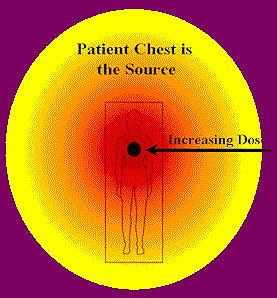 Patient Chest is
the Source
Increasing Dos